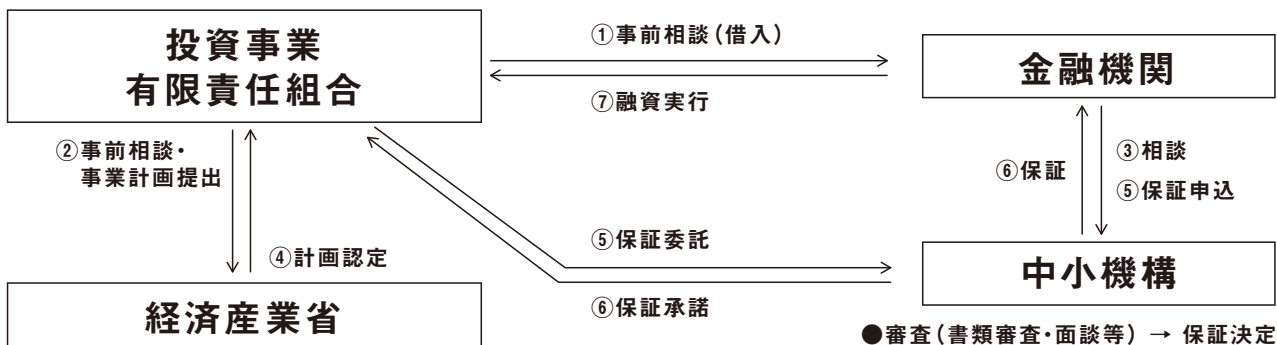 投資事業
有限責任組合
①事前相談（借入）
⑦融資実行
金融機関
②事前相談・
事業計画提出
④計画認定
⑥保証
③相談
⑤保証申込
⑤保証委託
⑥保証承諾
経済産業省
中小機構
●審査（書類審査・面談等） → 保証決定